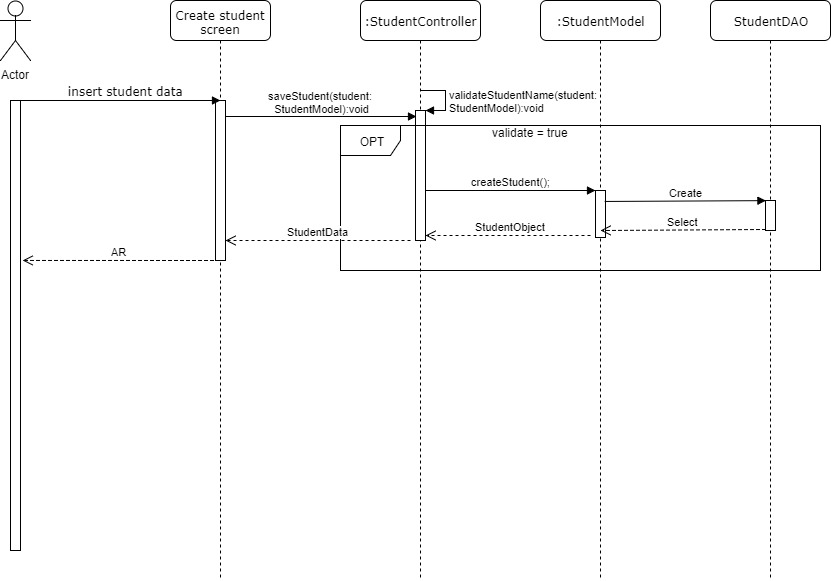 Create student
screen
:StudentController
:StudentModel
StudentDAO
Actor
insert student data
saveStudent(student:
StudentModel):void
validateStudentName(student:
StudentModel):void
OPT
validate = true
createStudent();
Create
Select
StudentObject
StudentData
AR